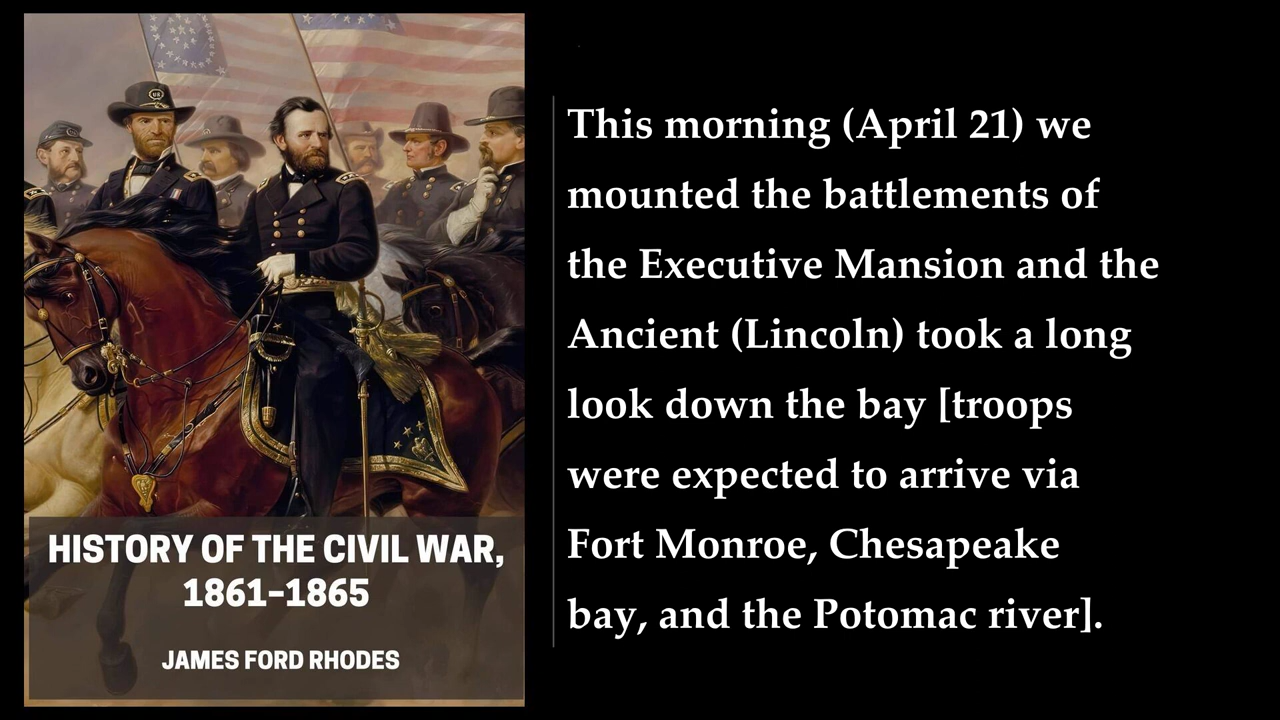 HISTORY OF THE CIVIL WAR,
1861–1865
JAMES FORD RHODES
This morning (April 21) we
mounted the battlements of
the Executive Mansion and the
Ancient (Lincoln) took a long
look down the bay [troops
were expected to arrive via
Fort Monroe, Chesapeake
bay, and the Potomac river].